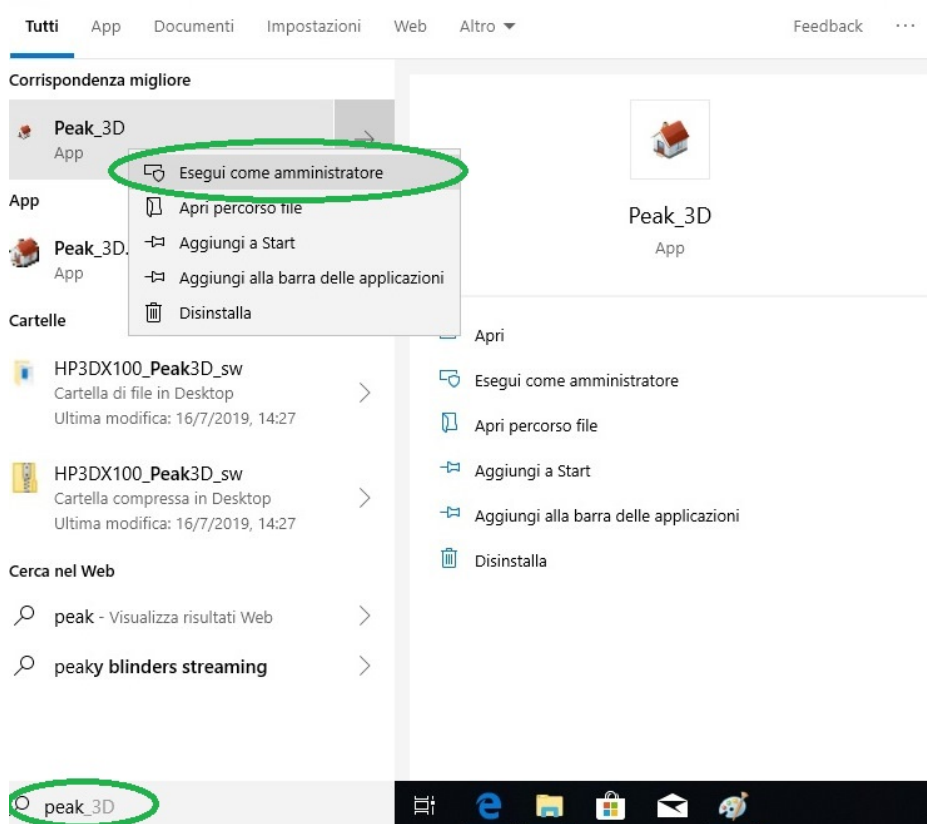 Tutti App Documenti Impostazioni Web Altro Feedback ...
Corrispondenza migliore
Peak_3D
App
Esegui come amministratore
Apri percorso file
Aggiungi a Start
Aggiungi alla barra delle applicazioni
Disinstalla
App
Peak_3D.
App
Cartelle
HP3DX100_Peak3D_sw
Cartella di file in Desktop
Ultima modifica: 16/7/2019, 14:27
HP3DX100_Peak3D_sw
Cartella compressa in Desktop
Ultima modifica: 16/7/2019, 14:27
Cerca nel Web
peak - Visualizza risultati Web
peaky blinders streaming
peak_3D
Peak_3D
App
Apri
Esegui come amministratore
Apri percorso file
Aggiungi a Start
Aggiungi alla barra delle applicazioni
Disinstalla